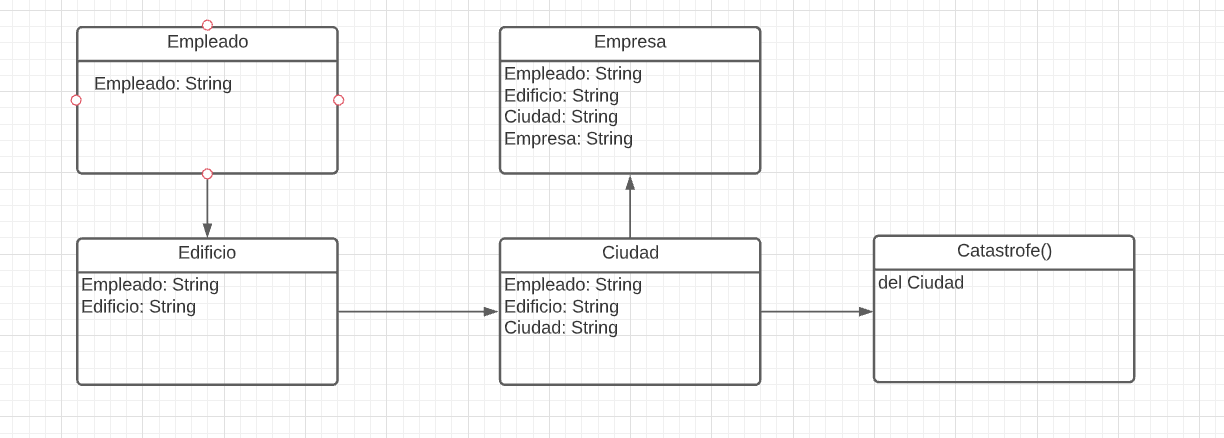 Empleado
Empleado: String
Empresa
Empleado: String
Edificio: String
Ciudad: String
Empresa: String
Edificio
Empleado: String
Edificio: String
Ciudad
Empleado: String
Edificio: String
Ciudad: String
Catastrofe()
del Ciudad